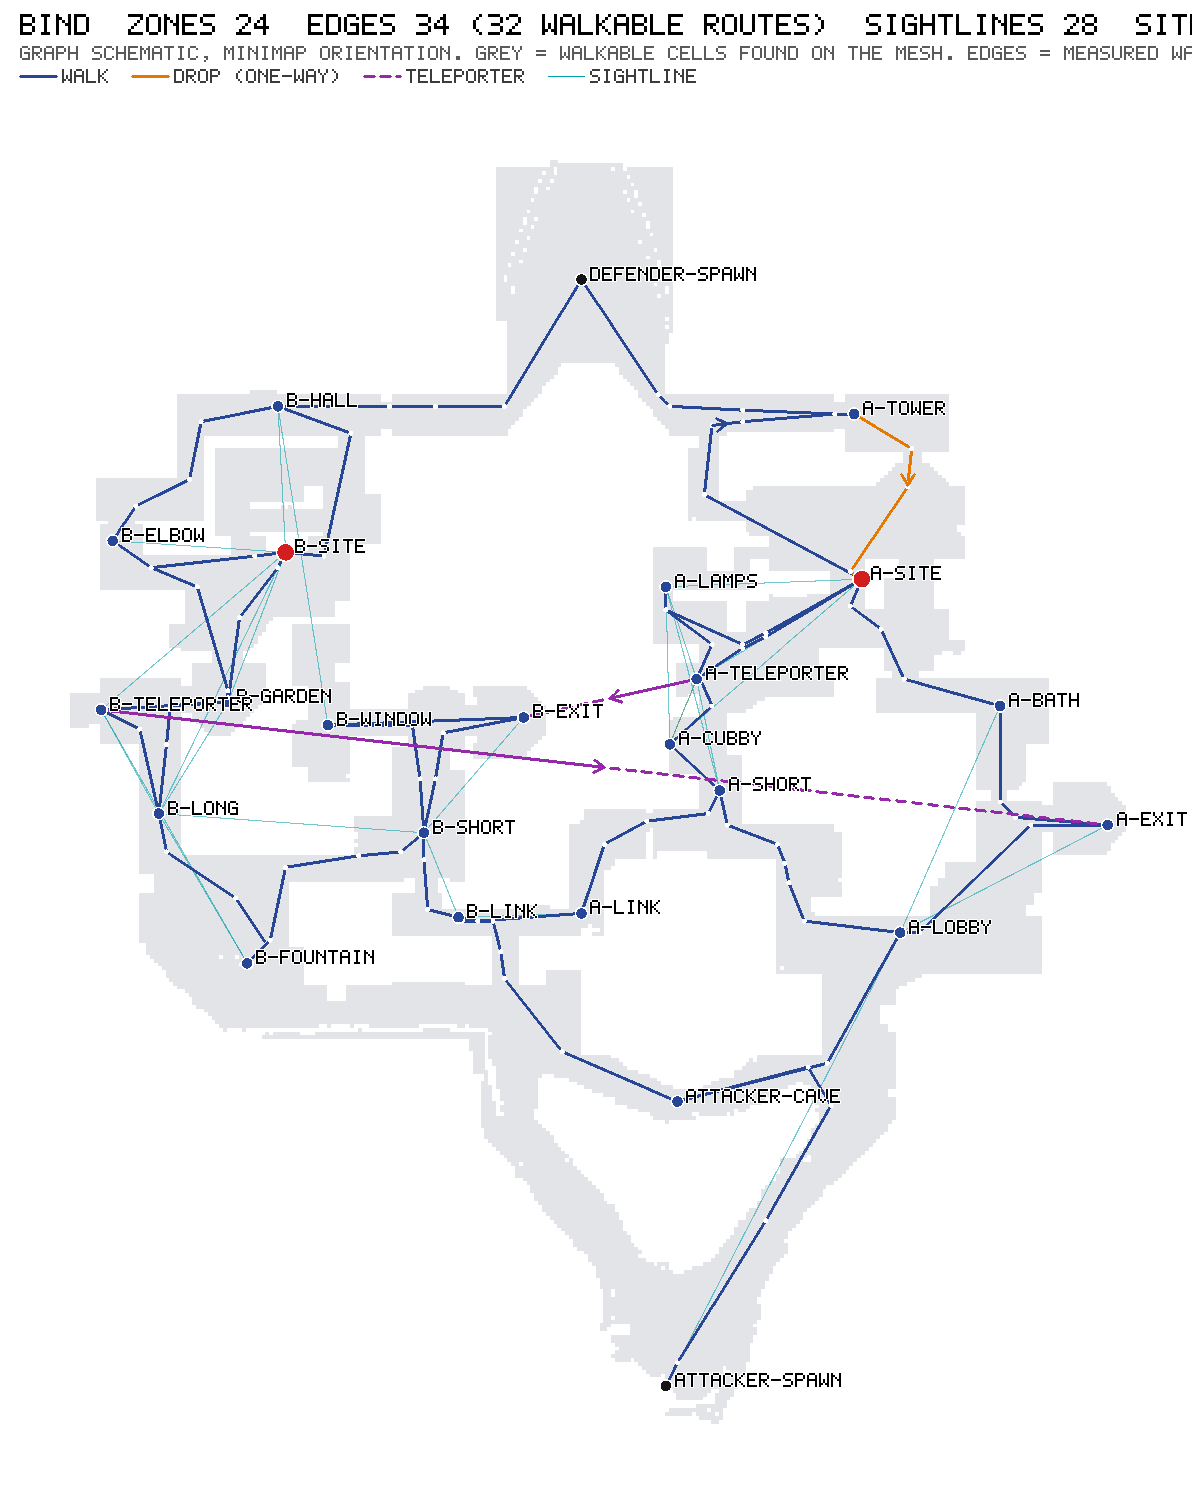 BIND ZONES 24 EDGES 34 (32 WALKABLE ROUTES) SIGHTLINES 28
GRAPH SCHEMATIC, MINIMAP ORIENTATION. GREY = WALKABLE CELLS FOUND ON THE MESH. EDGES = MEASURED
WALK DROP (ONE-WAY) TELEPORTER SIGHTLINE
DEFENDER-SPAWN
B-HALL
A-TOWER
B-ELBOW
B-SITE
A-SITE
A-LAMPS
A-TELEPORTER
B-GARDEN
B-TELEPORTER
A-BATH
B-EXIT
B-WINDOW
A-CUBBY
A-SHORT
B-LONG
A-EXIT
B-SHORT
B-LINK
A-LINK
A-LOBBY
B-FOUNTAIN
ATTACKER-CAVE
ATTACKER-SPAWN